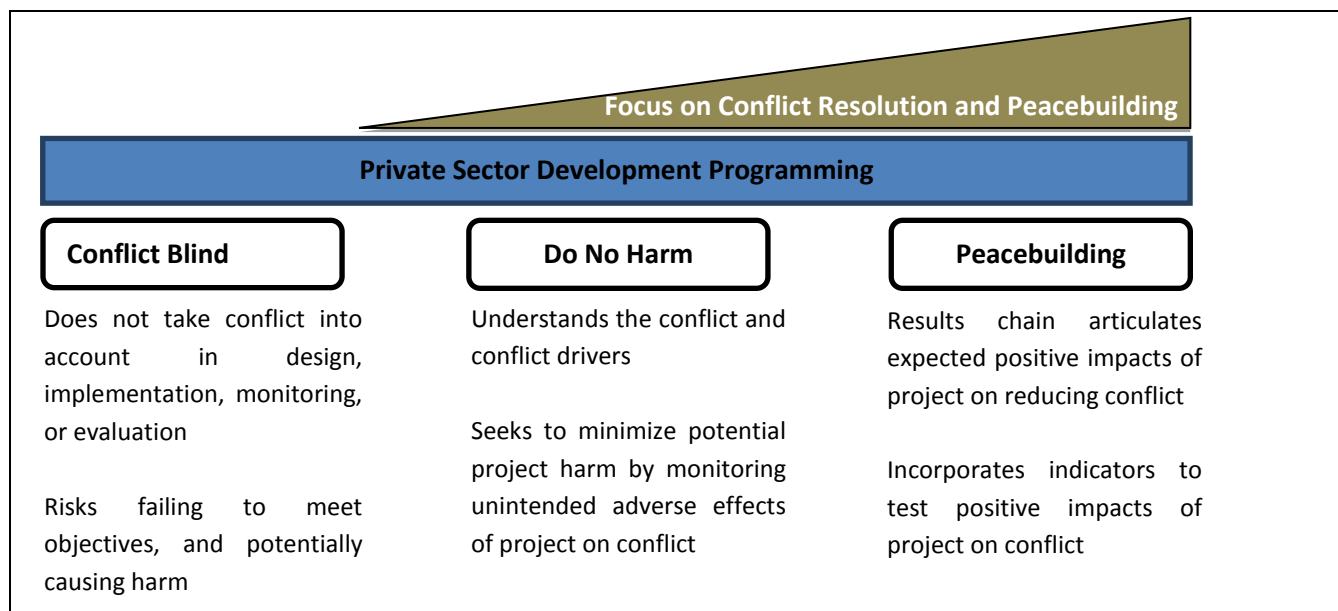 Focus on Conflict Resolution and Peacebuilding
Private Sector Development Programming
Conflict Blind
Does not take conflict into
account in design,
implementation, monitoring,
or evaluation
Risks failing to meet
objectives, and potentially
causing harm
Do No Harm
Understands the conflict and
conflict drivers
Seeks to minimize potential
project harm by monitoring
unintended adverse effects
of project on conflict
Peacebuilding
Results chain articulates
expected positive impacts of
project on reducing conflict
Incorporates indicators to
test positive impacts of
project on conflict